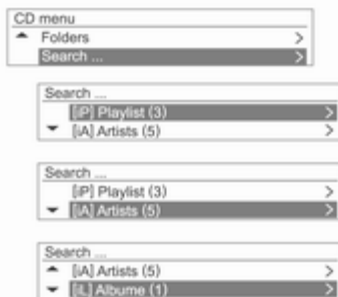 CD menu
Folders
Search ...
Search ...
[iP] Playlist (3)
[iA] Artists (5)
Search ...
[iP] Playlist (3)
[iA] Artists (5)
Search ...
[iA] Artists (5)
[iL] Albume (1)